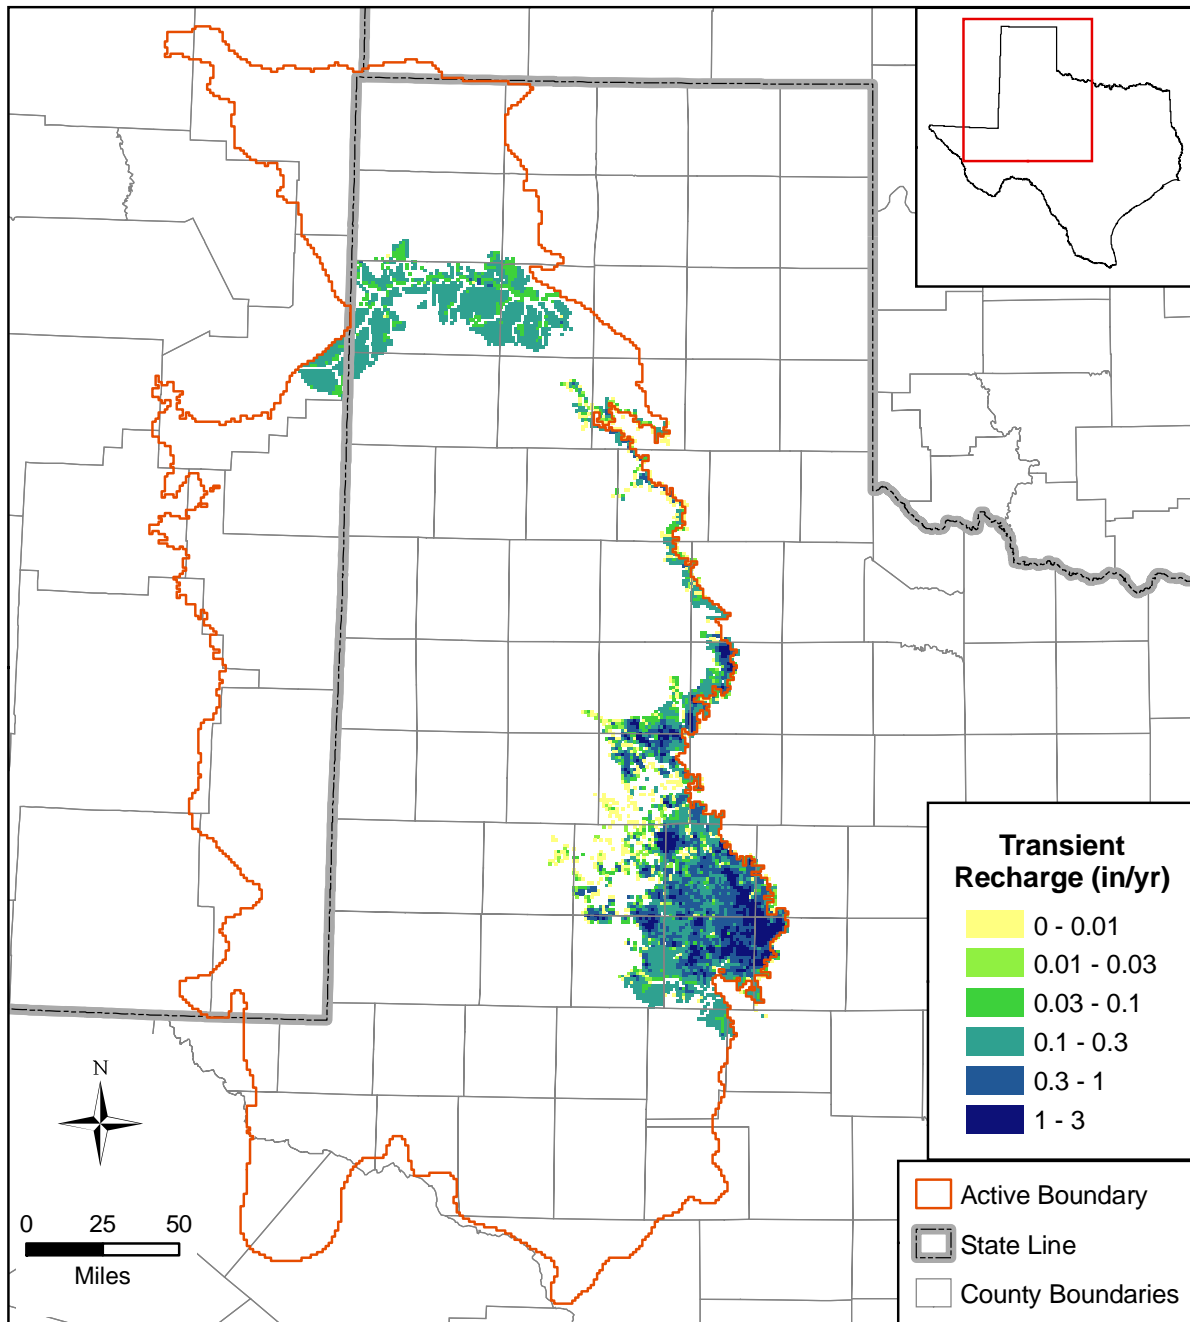 Transient
Recharge (in/yr)
0 - 0.01
0.01 - 0.03
0.03 - 0.1
0.1 - 0.3
0.3 - 1
1 - 3
N
0 25 50
Miles
Active Boundary
State Line
County Boundaries